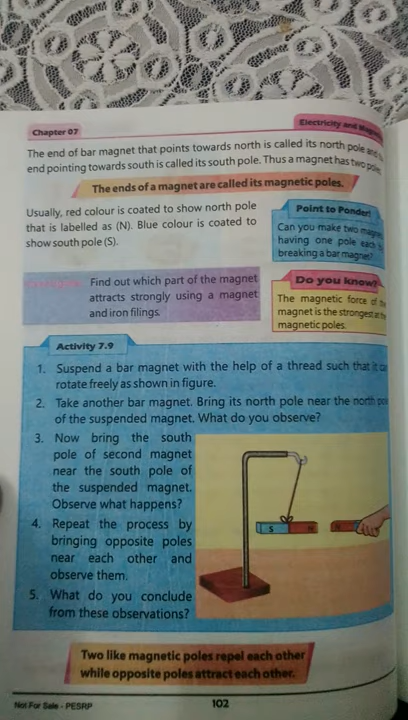 Chapter 07
Electricity and Magne
The end of bar magnet that points towards north is called its north pole and
end pointing towards south is called its south pole. Thus a magnet has two pole
The ends of a magnet are called its magnetic poles.
Usually, red colour is coated to show north pole
that is labelled as (N). Blue colour is coated to
show south pole (S).
Point to Ponder!
Can you make two magne
having one pole each b
breaking a bar magnet?
Find out which part of the magnet
attracts strongly using a magnet
and iron filings.
Do you know?
The magnetic force of the
magnet is the strongest at the
magnetic poles.
Activity 7.9
1. Suspend a bar magnet with the help of a thread such that it can
rotate freely as shown in figure.
2. Take another bar magnet. Bring its north pole near the north pol
of the suspended magnet. What do you observe?
3. Now bring the south
pole of second magnet
near the south pole of
the suspended magnet.
Observe what happens?
4. Repeat the process by
bringing opposite poles
near each other and
observe them.
5. What do you conclude
from these observations?
S N
Two like magnetic poles repel each other
while opposite poles attract each other.
Not For Sale - PESRP
102